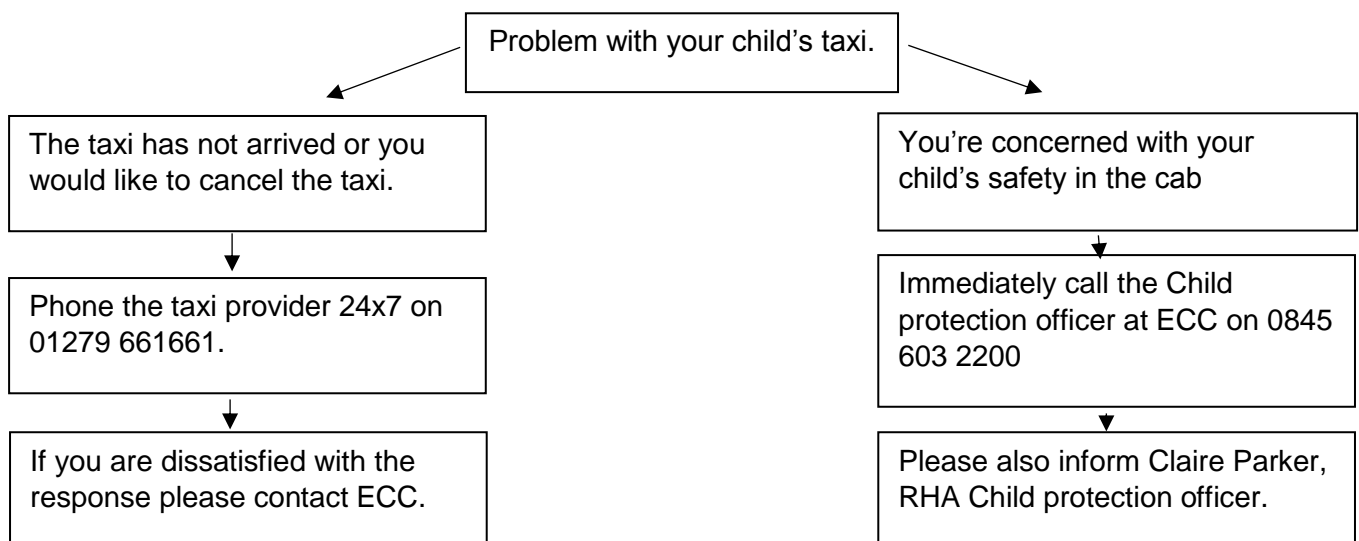 Problem with your child’s taxi.
The taxi has not arrived or you
would like to cancel the taxi.
Phone the taxi provider 24x7 on
01279 661661.
If you are dissatisfied with the
response please contact ECC.
You’re concerned with your
child’s safety in the cab
Immediately call the Child
protection officer at ECC on 0845
603 2200
Please also inform Claire Parker,
RHA Child protection officer.